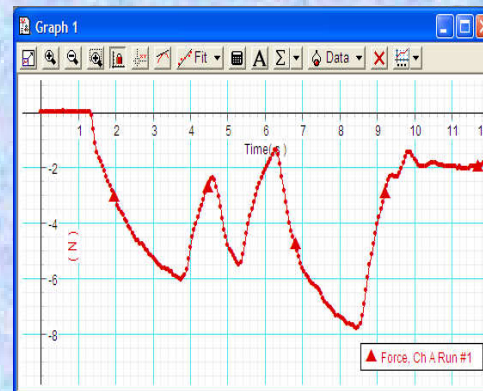 Graph 1
Fit A Σ Data
1 2 3 4 5 6 7 8 9 10 11 1
Time( s )
-2
-4
( N )
-6
-8
Force, Ch A Run #1